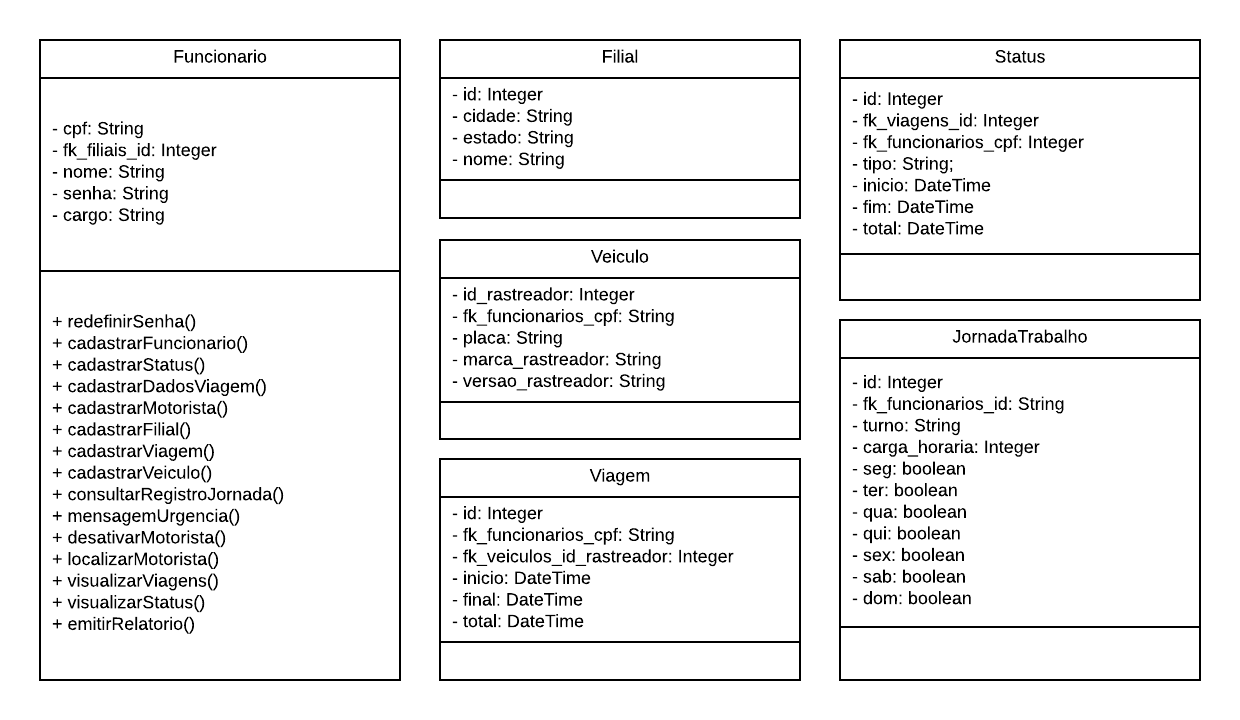 Funcionario
- cpf: String
- fk_filiais_id: Integer
- nome: String
- senha: String
- cargo: String
+ redefinirSenha()
+ cadastrarFuncionario()
+ cadastrarStatus()
+ cadastrarDadosViagem()
+ cadastrarMotorista()
+ cadastrarFilial()
+ cadastrarViagem()
+ cadastrarVeiculo()
+ consultarRegistroJornada()
+ mensagemUrgencia()
+ desativarMotorista()
+ localizarMotorista()
+ visualizarViagens()
+ visualizarStatus()
+ emitirRelatorio()
Filial
- id: Integer
- cidade: String
- estado: String
- nome: String
Veiculo
- id_rastreador: Integer
- fk_funcionarios_cpf: String
- placa: String
- marca_rastreador: String
- versao_rastreador: String
Viagem
- id: Integer
- fk_funcionarios_cpf: String
- fk_veiculos_id_rastreador: Integer
- inicio: DateTime
- final: DateTime
- total: DateTime
Status
- id: Integer
- fk_viagens_id: Integer
- fk_funcionarios_cpf: Integer
- tipo: String;
- inicio: DateTime
- fim: DateTime
- total: DateTime
JornadaTrabalho
- id: Integer
- fk_funcionarios_id: String
- turno: String
- carga_horaria: Integer
- seg: boolean
- ter: boolean
- qua: boolean
- qui: boolean
- sex: boolean
- sab: boolean
- dom: boolean